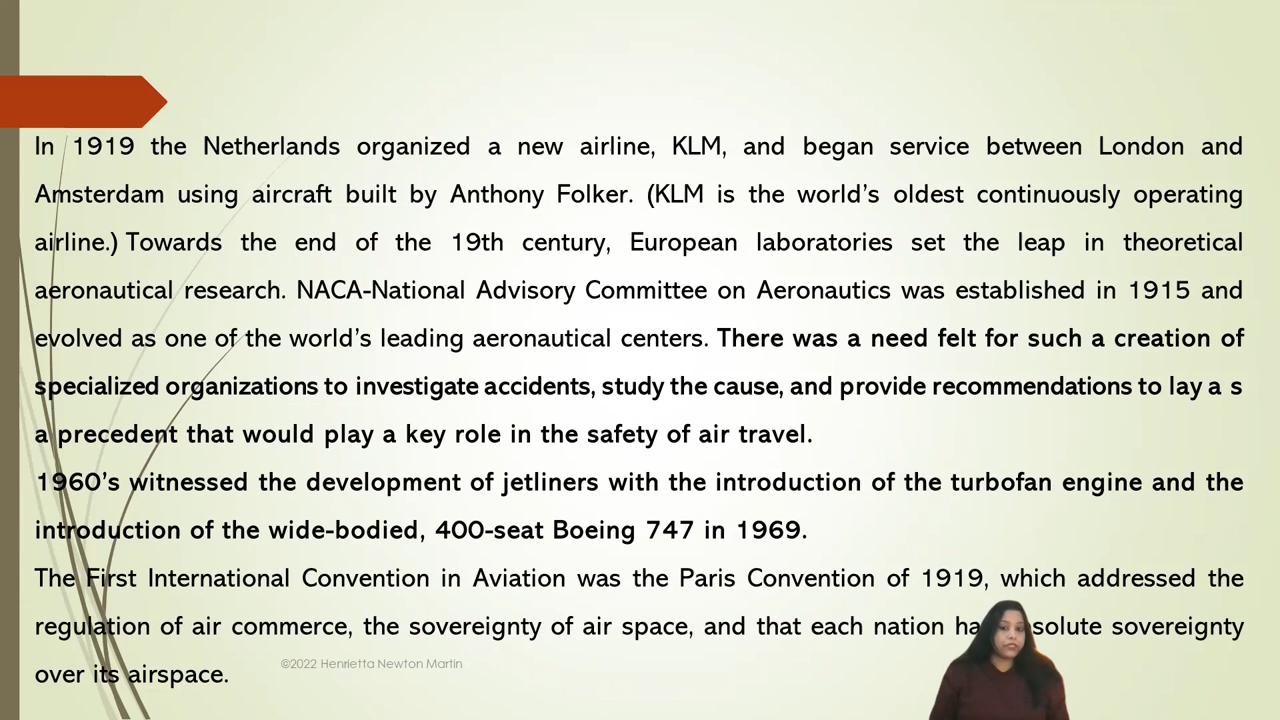 In 1919 the Netherlands organized a new airline, KLM, and began service between London and
Amsterdam using aircraft built by Anthony Folker. (KLM is the world's oldest continuously operating
airline.) Towards the end of the 19th century, European laboratories set the leap in theoretical
aeronautical research. NACA-National Advisory Committee on Aeronautics was established in 1915 and
evolved as one of the world's leading aeronautical centers. There was a need felt for such a creation of
specialized organizations to investigate accidents, study the cause, and provide recommendations to lay a s
a precedent that would play a key role in the safety of air travel.
1960's witnessed the development of jetliners with the introduction of the turbofan engine and the
introduction of the wide-bodied, 400-seat Boeing 747 in 1969.
The First International Convention in Aviation was the Paris Convention of 1919, which addressed the
regulation of air commerce, the sovereignty of air space, and that each nation sovereignty
over its airspace.
©2022 Henrietta Newton Martin